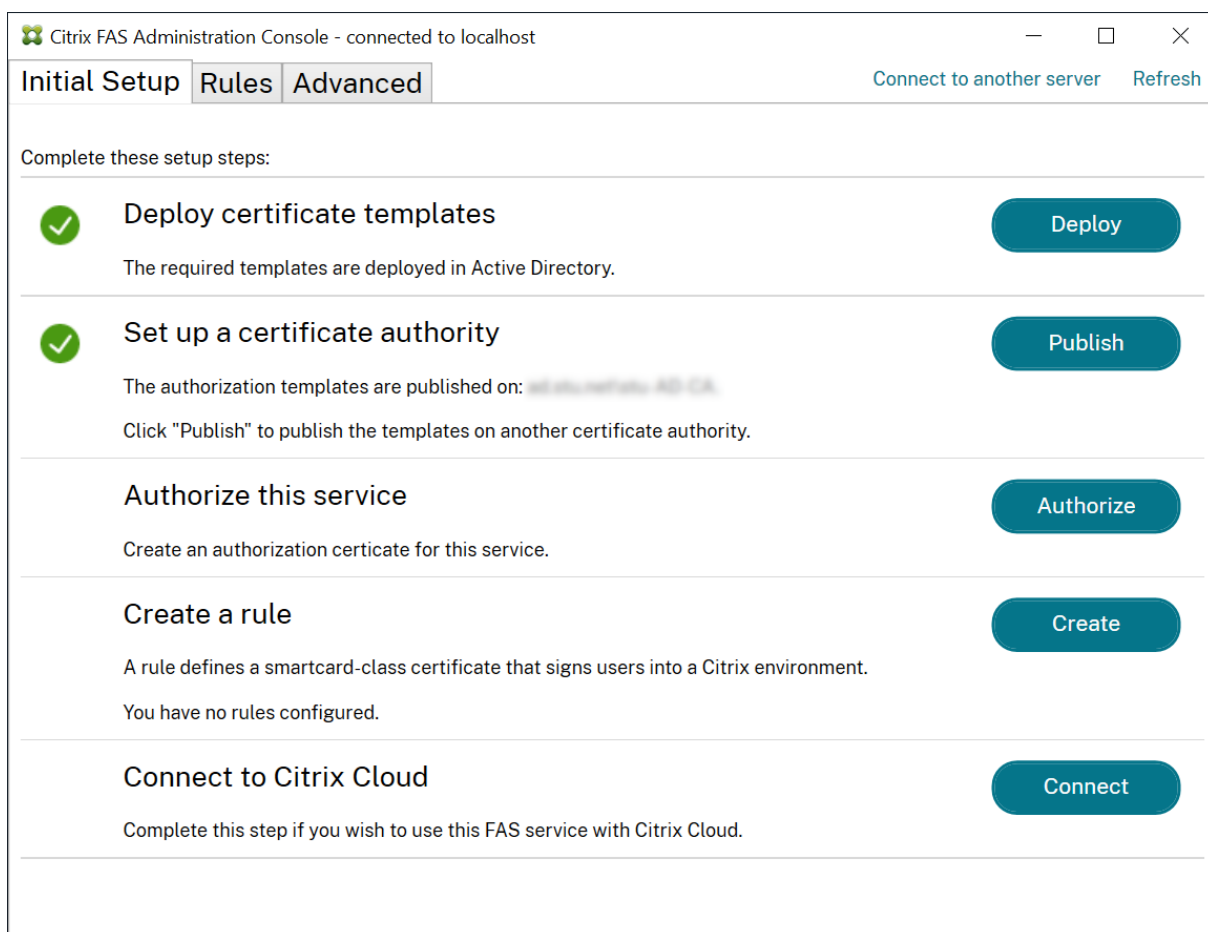 Citrix FAS Administration Console - connected to localhost
Initial Setup Rules Advanced Connect to another server Refresh
Complete these setup steps:
Deploy certificate templates
Deploy
The required templates are deployed in Active Directory.
Set up a certificate authority
Publish
The authorization templates are published on:
Click "Publish" to publish the templates on another certificate authority.
Authorize this service
Authorize
Create an authorization certicate for this service.
Create a rule
Create
A rule defines a smartcard-class certificate that signs users into a Citrix environment.
You have no rules configured.
Connect to Citrix Cloud
Connect
Complete this step if you wish to use this FAS service with Citrix Cloud.